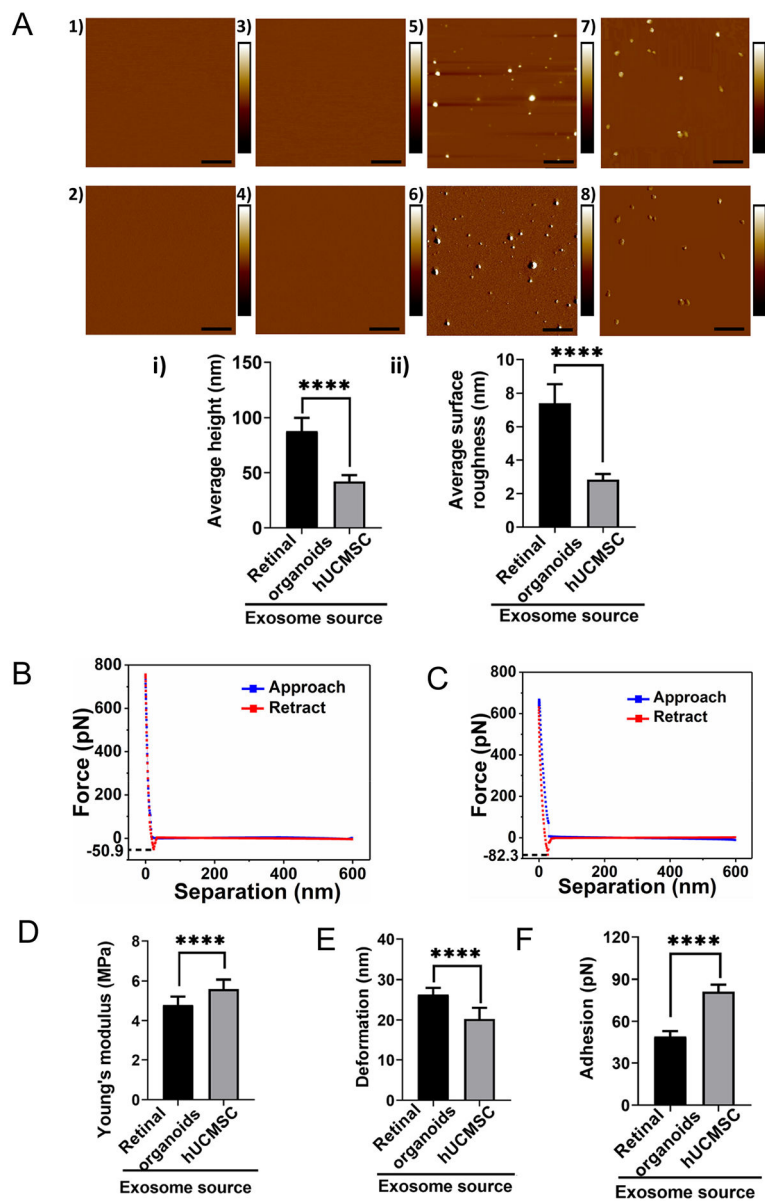 A
1)
3)
5)
7)
2)
4)
6)
8)
i)
Average height (nm)
150
100
50
0
****
Retinal
organoids
hUCMSC
Exosome source
ii)
Average surface
roughness (nm)
8
6
4
2
0
****
Retinal
organoids
hUCMSC
Exosome source
B
Force (pN)
800
600
400
200
0
-50.9
Approach
Retract
0 200 400 600
Separation (nm)
C
Force (pN)
800
600
400
200
0
-82.3
Approach
Retract
0 200 400 600
Separation (nm)
D
Young's modulus (MPa)
8
6
4
2
0
****
Retinal
organoids
hUCMSC
Exosome source
E
Deformation (nm)
40
30
20
10
0
****
Retinal
organoids
hUCMSC
Exosome source
F
Adhesion (pN)
120
90
60
30
0
****
Retinal
organoids
hUCMSC
Exosome source